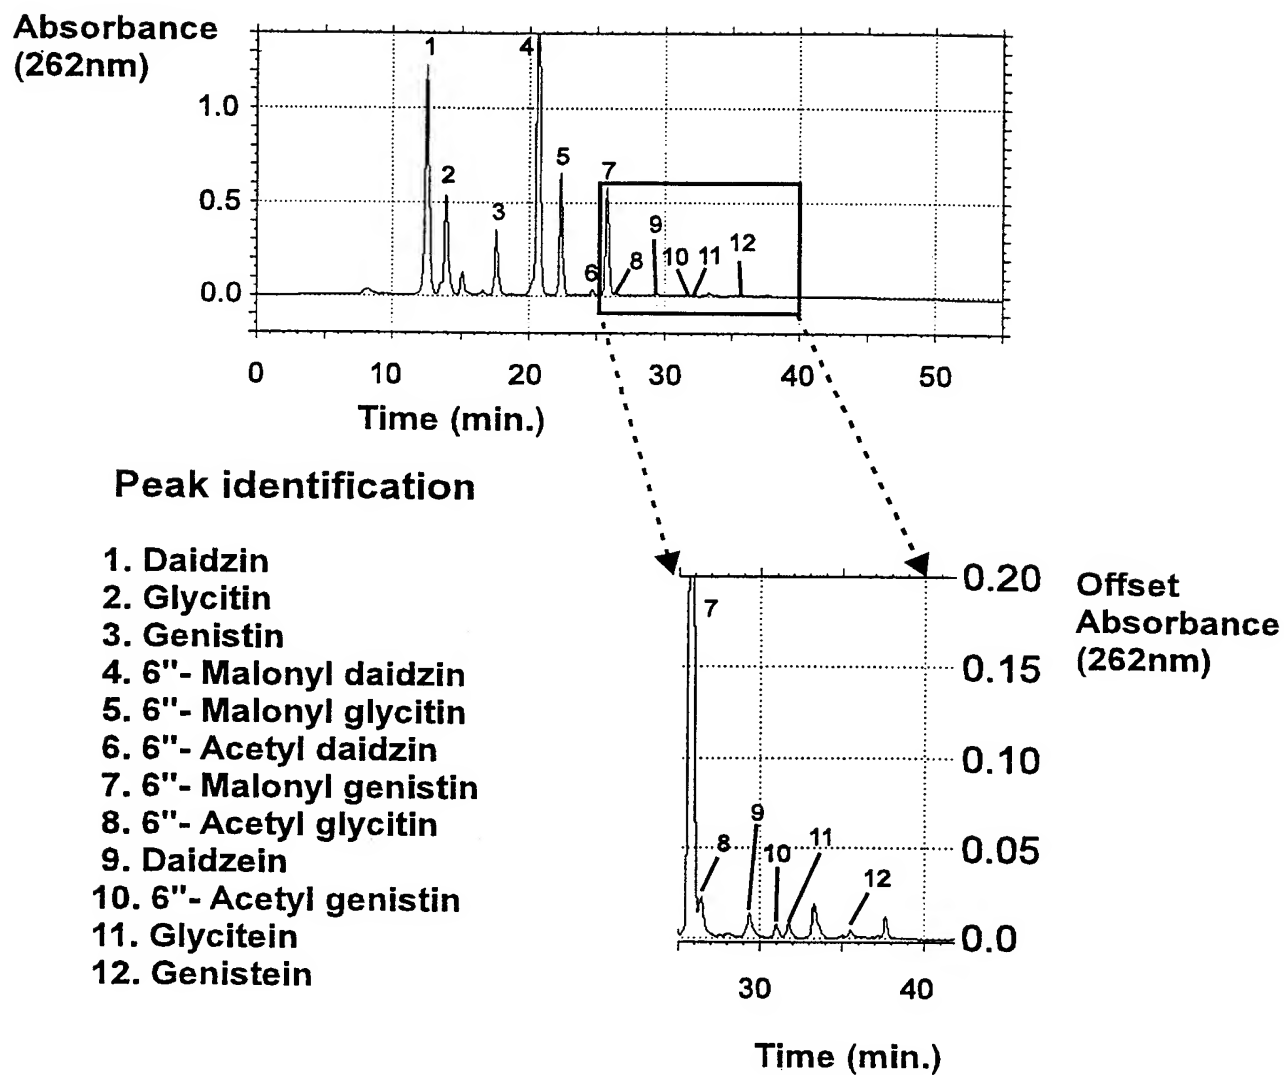 Absorbance
(262nm)
1.0
0.5
0.0
1
2
3
4
5
6
7
8
9
10
11
12
0 10 20 30 40 50
Time (min.)
Peak identification
1. Daidzin
2. Glycitin
3. Genistin
4. 6"- Malonyl daidzin
5. 6"- Malonyl glycitin
6. 6"- Acetyl daidzin
7. 6"- Malonyl genistin
8. 6"- Acetyl glycitin
9. Daidzein
10. 6"- Acetyl genistin
11. Glycitein
12. Genistein
7
8
9
10
11
12
0.20
0.15
0.10
0.05
0.0
Offset
Absorbance
(262nm)
30 40
Time (min.)